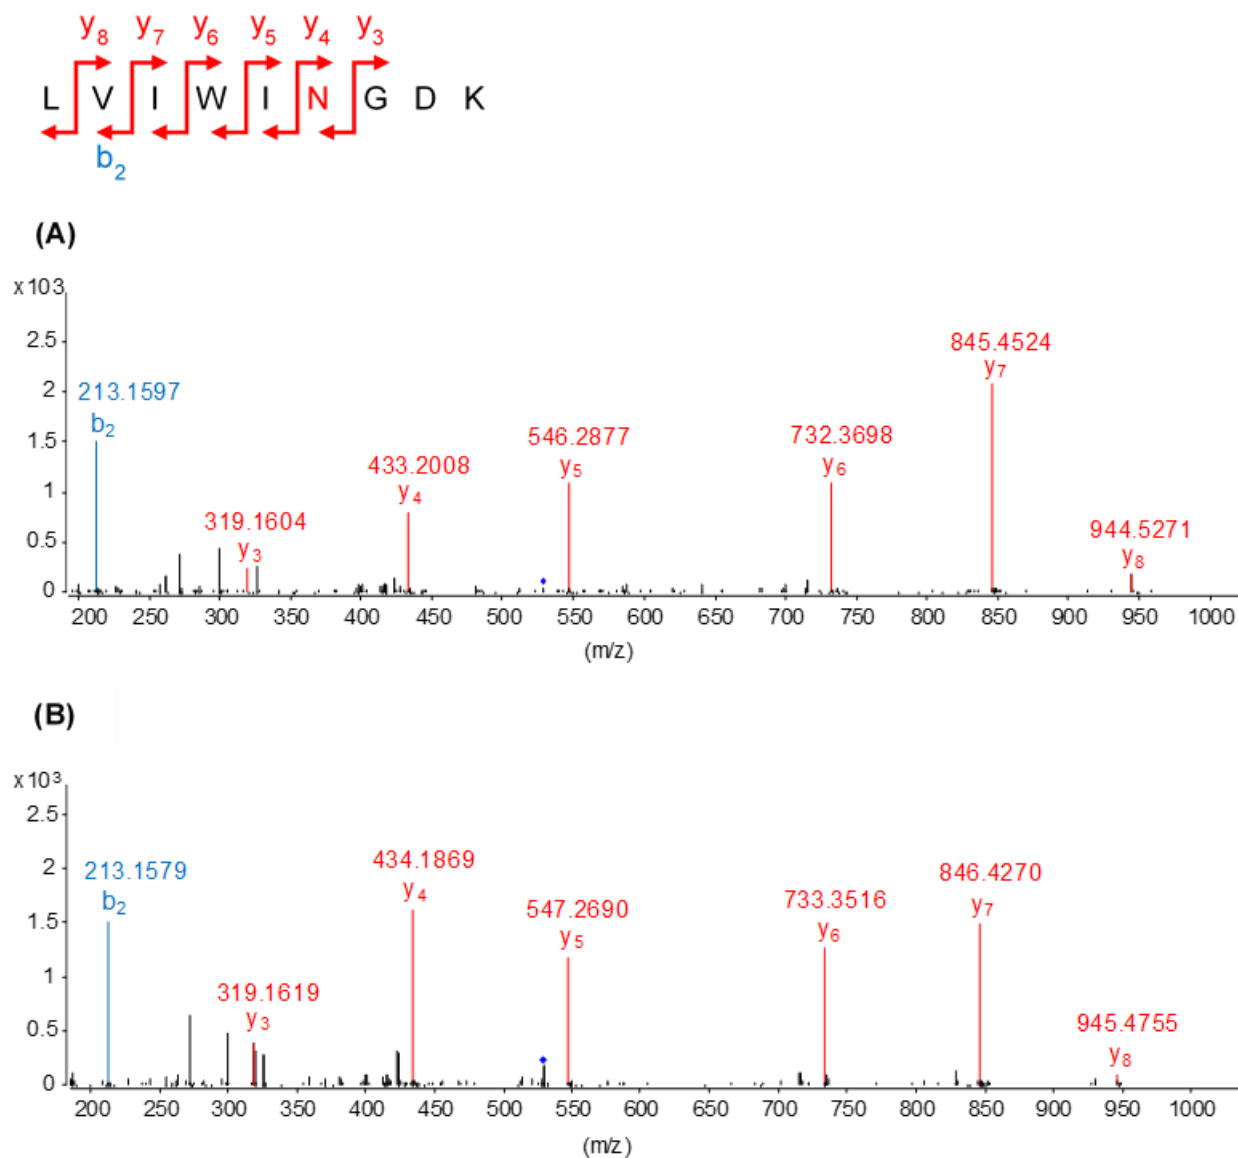 y8 y7 y6 y5 y4 y3
L V I W I N G D K
b2
(A)
x103
2.5
845.4524
y7
2
213.1597
b2
1.5
546.2877
y5
732.3698
y6
433.2008
y4
1
319.1604
y3
944.5271
y8
0.5
0
200 250 300 350 400 450 500 550 600 650 700 750 800 850 900 950 1000
(m/z)
(B)
x10³
2.5
434.1869
y4
846.4270
y7
2
213.1579
b2
547.2690
y5
733.3516
y6
1.5
1
319.1619
y3
945.4755
y8
0.5
0
200 250 300 350 400 450 500 550 600 650 700 750 800 850 900 950 1000
(m/z)